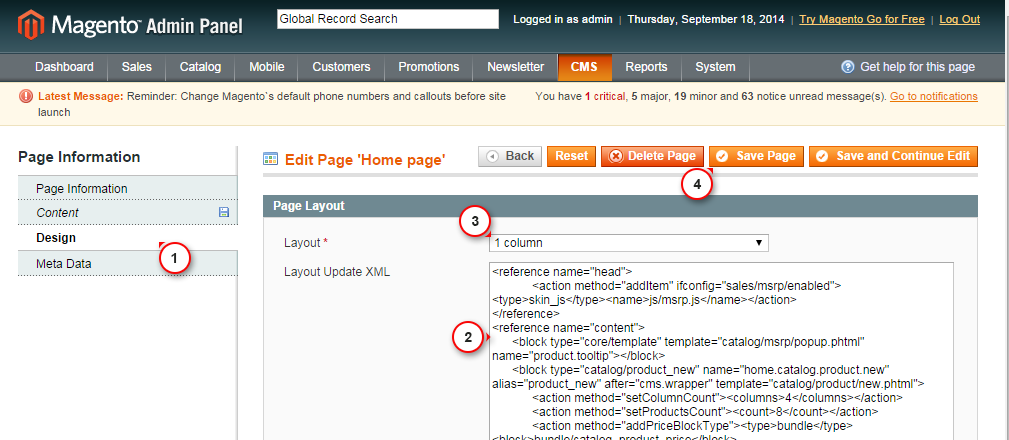 Magento Admin Panel
Global Record Search
Logged in as admin | Thursday, September 18, 2014 | Try Magento Go for Free | Log Out
Dashboard Sales Catalog Mobile Customers Promotions Newsletter CMS Reports System Get help for this page
Latest Message: Reminder: Change Magento`s default phone numbers and callouts before site
launch
You have 1 critical, 5 major, 19 minor and 63 notice unread message(s). Go to notifications
Page Information
Page Information
Content
Design
Meta Data
1
Edit Page 'Home page'
Back Reset Delete Page Save Page Save and Continue Edit
4
Page Layout
3
Layout *
1 column
Layout Update XML
2
<reference name="head">
<action method="addItem" ifconfig="sales/msrp/enabled">
<type>skin_js</type><name>js/msrp.js</name></action>
</reference>
<reference name="content">
<block type="core/template" template="catalog/msrp/popup.phtml"
name="product.tooltip"></block>
<block type="catalog/product_new" name="home.catalog.product.new"
alias="product_new" after="cms.wrapper" template="catalog/product/new.phtml">
<action method="setColumnCount"><columns>4</columns></action>
<action method="setProductsCount"><count>8</count></action>
<action method="addPriceBlockType"><type>bundle</type>
<block>bundle/catalog_product_price</block>